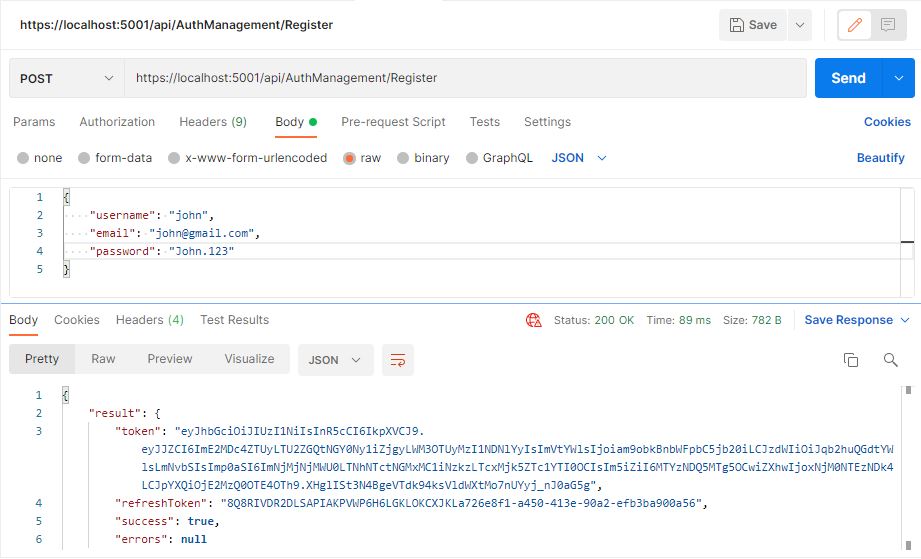 https://localhost:5001/api/AuthManagement/Register
Save
POST
https://localhost:5001/api/AuthManagement/Register
Send
Params Authorization Headers (9) Body Pre-request Script Tests Settings Cookies
none form-data x-www-form-urlencoded raw binary GraphQL JSON Beautify
1 {
2 "username": "john",
3 "email": "john@gmail.com",
4 "password": "John.123"
5 }
Body Cookies Headers (4) Test Results Status: 200 OK Time: 89 ms Size: 782 B Save Response
Pretty Raw Preview Visualize JSON
1 {
2 "result": {
3 "token": "eyJhbGciOiJIUzI1NiIsInR5cCI6IkpXVCJ9.
eyJJZCI6ImE2MDc4ZTUyLTU2ZGQtNGY0Ny1iZjgyLWM3OTUyMzI1NDNlYyIsImVtYWlsIjoiam9obkBnbWFpbC5jb20iLCJzdWIiOiJqb2huQGdtYW
lsLmNvbSIsImp0aSI6ImNjMjNjMWU0LTNhNTctNGMxMC1iNzkzLTcxMjk5ZTc1YTI0OCIsIm5iZiI6MTYzNDQ5MTg5OCwiZXhwIjoxNjM0NTEzNDk4
LCJpYXQiOjE2MzQ0OTE4OTh9.XHglISt3N4BgeVTdk94ksVldWXtMo7nUYyj_nJ0aG5g",
4 "refreshToken": "8Q8RIVDR2DLSAPIAKPVWP6H6LGKLOKCXJKLa726e8f1-a450-413e-90a2-efb3ba900a56",
5 "success": true,
6 "errors": null